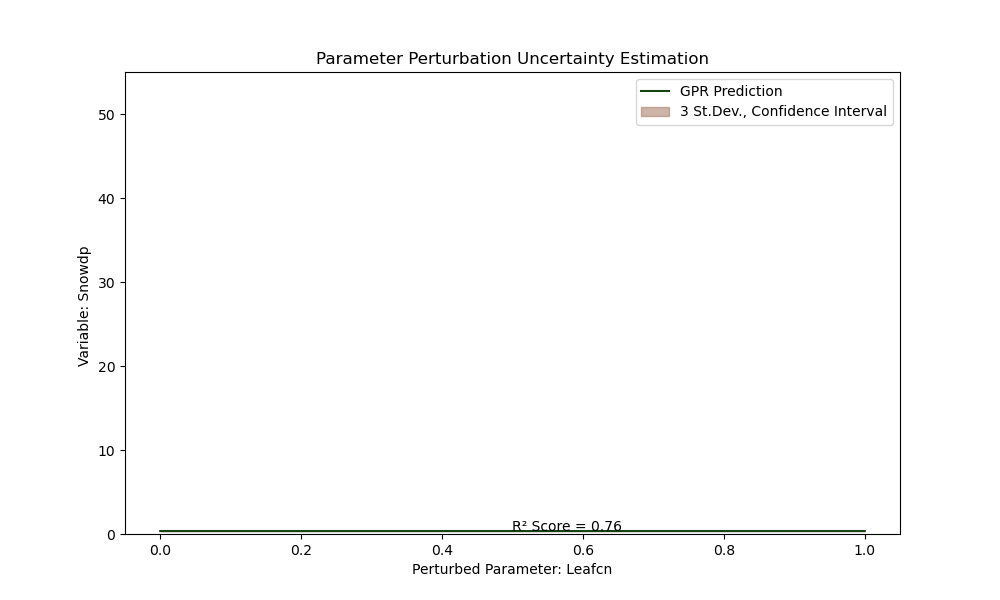 Parameter Perturbation Uncertainty Estimation
GPR Prediction
3 St.Dev., Confidence Interval
Variable: Snowdp
50
40
30
20
10
0
R² Score = 0.76
0.0 0.2 0.4 0.6 0.8 1.0
Perturbed Parameter: Leafcn